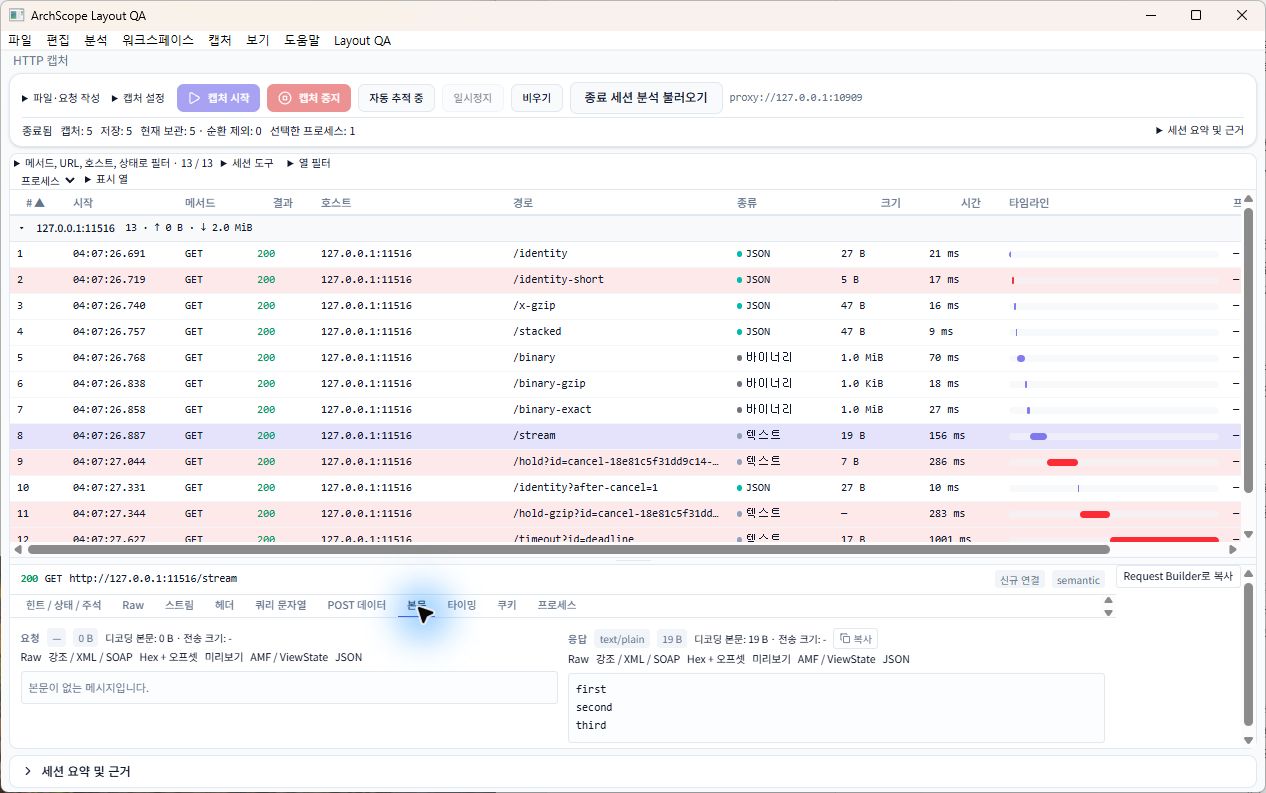 ArchScope Layout QA
파일 편집 분석 워크스페이스 캡처 보기 도움말 Layout QA
HTTP 캡처
▶ 파일·요청 작성 ▶ 캡처 설정 캡처 시작 캡처 중지 자동 추적 중 일시정지 비우기 종료 세션 분석 불러오기 proxy://127.0.0.1:10909
종료됨 캡처: 5 저장: 5 현재 보관: 5 · 순환 제외: 0 선택한 프로세스: 1 ▶ 세션 요약 및 근거
▶ 메서드, URL, 호스트, 상태로 필터 · 13 / 13 ▶ 세션 도구 ▶ 열 필터
프로세스 ▶ 표시 열
# ▲ 시작 메서드 결과 호스트 경로 종류 크기 시간 타임라인 프
127.0.0.1:11516 13 · ↑ 0 B · ↓ 2.0 MiB
1 04:07:26.691 GET 200 127.0.0.1:11516 /identity JSON 27 B 21 ms —
2 04:07:26.719 GET 200 127.0.0.1:11516 /identity-short JSON 5 B 17 ms —
3 04:07:26.740 GET 200 127.0.0.1:11516 /x-gzip JSON 47 B 16 ms —
4 04:07:26.757 GET 200 127.0.0.1:11516 /stacked JSON 47 B 9 ms —
5 04:07:26.768 GET 200 127.0.0.1:11516 /binary 바이너리 1.0 MiB 70 ms —
6 04:07:26.838 GET 200 127.0.0.1:11516 /binary-gzip 바이너리 1.0 KiB 18 ms —
7 04:07:26.858 GET 200 127.0.0.1:11516 /binary-exact 바이너리 1.0 MiB 27 ms —
8 04:07:26.887 GET 200 127.0.0.1:11516 /stream 텍스트 19 B 156 ms —
9 04:07:27.044 GET 200 127.0.0.1:11516 /hold?id=cancel-18e81c5f31dd9c14-… 텍스트 7 B 286 ms —
10 04:07:27.331 GET 200 127.0.0.1:11516 /identity?after-cancel=1 JSON 27 B 10 ms —
11 04:07:27.344 GET 200 127.0.0.1:11516 /hold-gzip?id=cancel-18e81c5f31dd… 텍스트 — 283 ms —
12 04:07:27.627 GET 200 127.0.0.1:11516 /timeout?id=deadline 텍스트 17 B 1001 ms —
200 GET http://127.0.0.1:11516/stream 신규 연결 semantic Request Builder로 복사
힌트 / 상태 / 주석 Raw 스트림 헤더 쿼리 문자열 POST 데이터 본문 타이밍 쿠키 프로세스
요청 — 0 B 디코딩 본문: 0 B · 전송 크기: -
Raw 강조 / XML / SOAP Hex + 오프셋 미리보기 AMF / ViewState JSON
본문이 없는 메시지입니다.
응답 text/plain 19 B 디코딩 본문: 19 B · 전송 크기: - 복사
Raw 강조 / XML / SOAP Hex + 오프셋 미리보기 AMF / ViewState JSON
first
second
third
세션 요약 및 근거